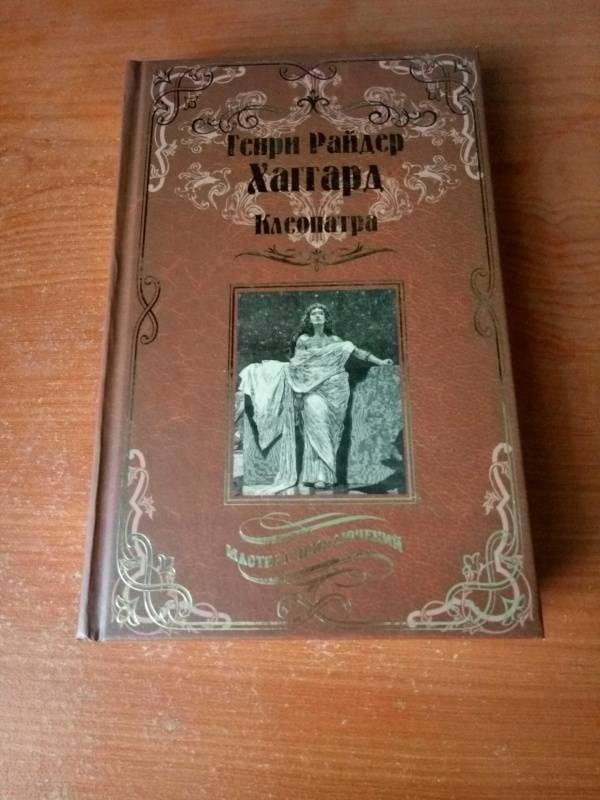 Генри Райдер
Хаггард
Клеопатра
МАСТЕРА ПРИКЛЮЧЕНИЙ